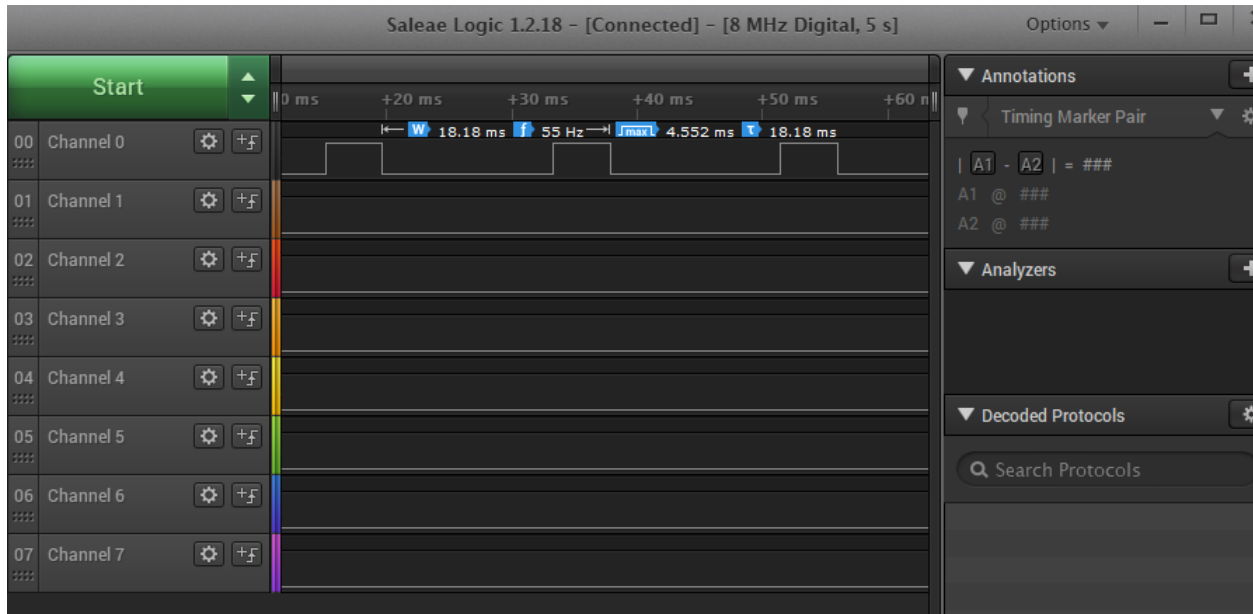 Saleae Logic 1.2.18 - [Connected] - [8 MHz Digital, 5 s]
Options
Start
0 ms +20 ms +30 ms +40 ms +50 ms +60
W 18.18 ms f 55 Hz fmax 4.552 ms τ 18.18 ms
00 Channel 0
01 Channel 1
02 Channel 2
03 Channel 3
04 Channel 4
05 Channel 5
06 Channel 6
07 Channel 7
Annotations
Timing Marker Pair
| A1 - A2 | = ###
A1 @ ###
A2 @ ###
Analyzers
Decoded Protocols
Search Protocols